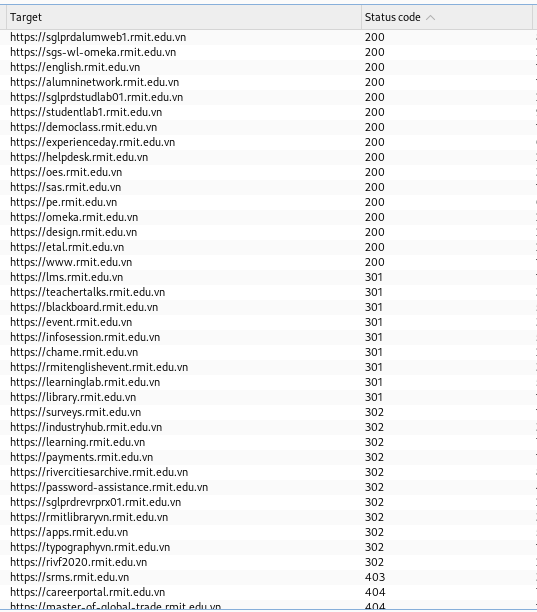 Target Status code
https://sglprdalumweb1.rmit.edu.vn 200
https://sgs-wl-omeka.rmit.edu.vn 200
https://english.rmit.edu.vn 200
https://alumninetwork.rmit.edu.vn 200
https://sglprdstudlab01.rmit.edu.vn 200
https://studentlab1.rmit.edu.vn 200
https://democlass.rmit.edu.vn 200
https://experienceday.rmit.edu.vn 200
https://helpdesk.rmit.edu.vn 200
https://oes.rmit.edu.vn 200
https://sas.rmit.edu.vn 200
https://pe.rmit.edu.vn 200
https://omeka.rmit.edu.vn 200
https://design.rmit.edu.vn 200
https://etal.rmit.edu.vn 200
https://www.rmit.edu.vn 200
https://lms.rmit.edu.vn 301
https://teachertalks.rmit.edu.vn 301
https://blackboard.rmit.edu.vn 301
https://event.rmit.edu.vn 301
https://infosession.rmit.edu.vn 301
https://chame.rmit.edu.vn 301
https://rmitenglishevent.rmit.edu.vn 301
https://learninglab.rmit.edu.vn 301
https://library.rmit.edu.vn 301
https://surveys.rmit.edu.vn 302
https://industryhub.rmit.edu.vn 302
https://learning.rmit.edu.vn 302
https://payments.rmit.edu.vn 302
https://rivercitiesarchive.rmit.edu.vn 302
https://password-assistance.rmit.edu.vn 302
https://sglprdrevrprx01.rmit.edu.vn 302
https://rmitlibraryvn.rmit.edu.vn 302
https://apps.rmit.edu.vn 302
https://typographyvn.rmit.edu.vn 302
https://rivf2020.rmit.edu.vn 302
https://srms.rmit.edu.vn 403
https://careerportal.rmit.edu.vn 404
https://master-of-global-trade.rmit.edu.vn 404